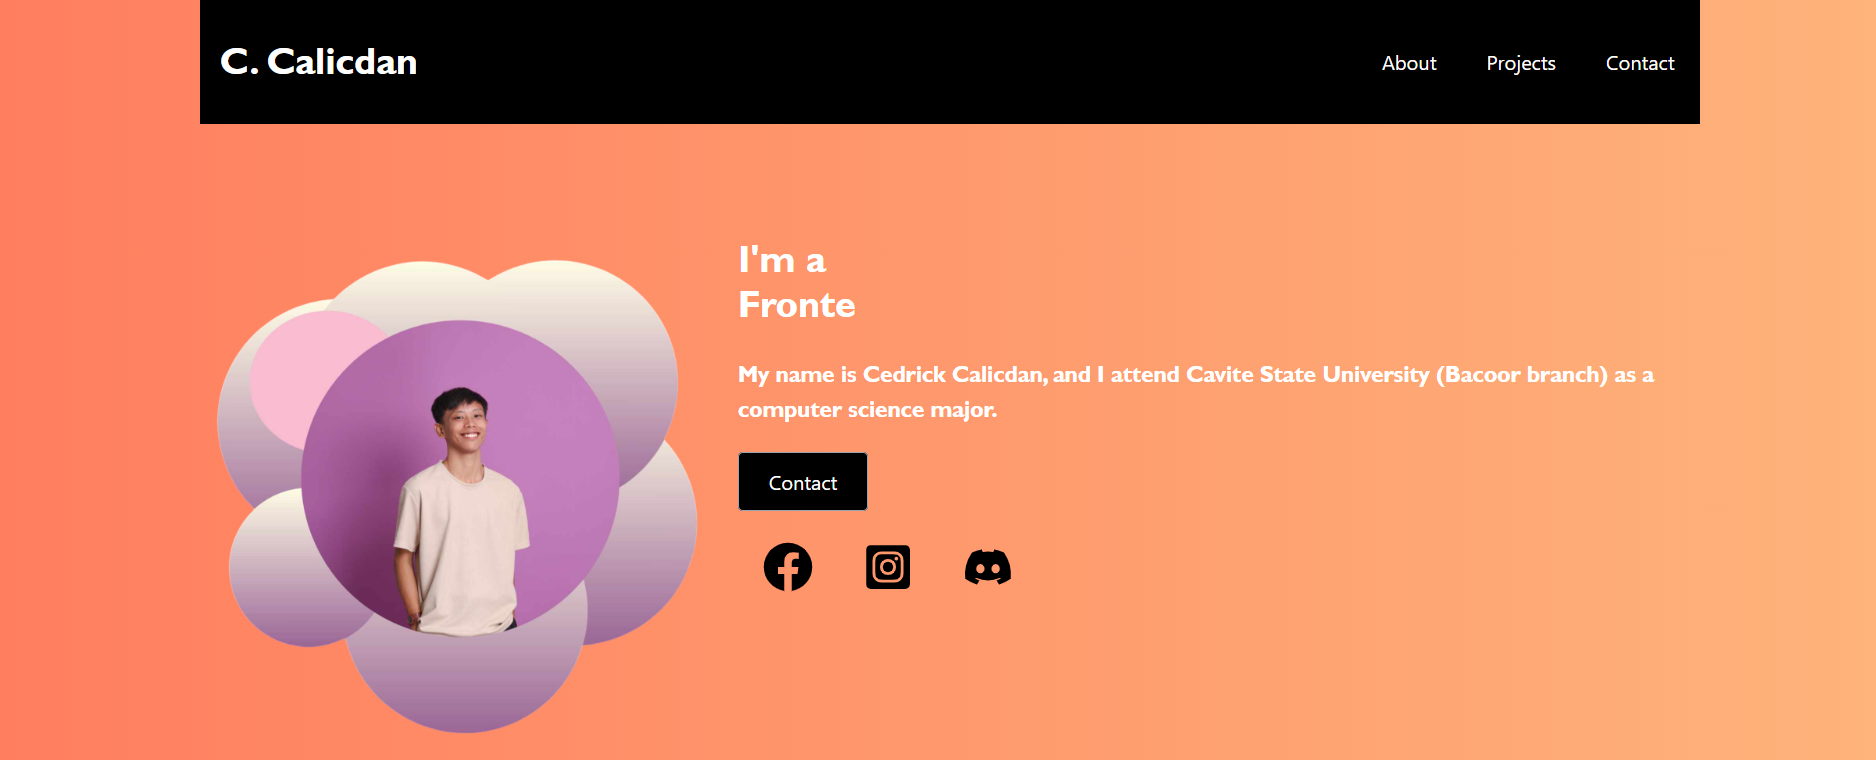 C. Calicdan
About Projects Contact
I'm a
Fronte
My name is Cedrick Calicdan, and I attend Cavite State University (Bacoor branch) as a
computer science major.
Contact